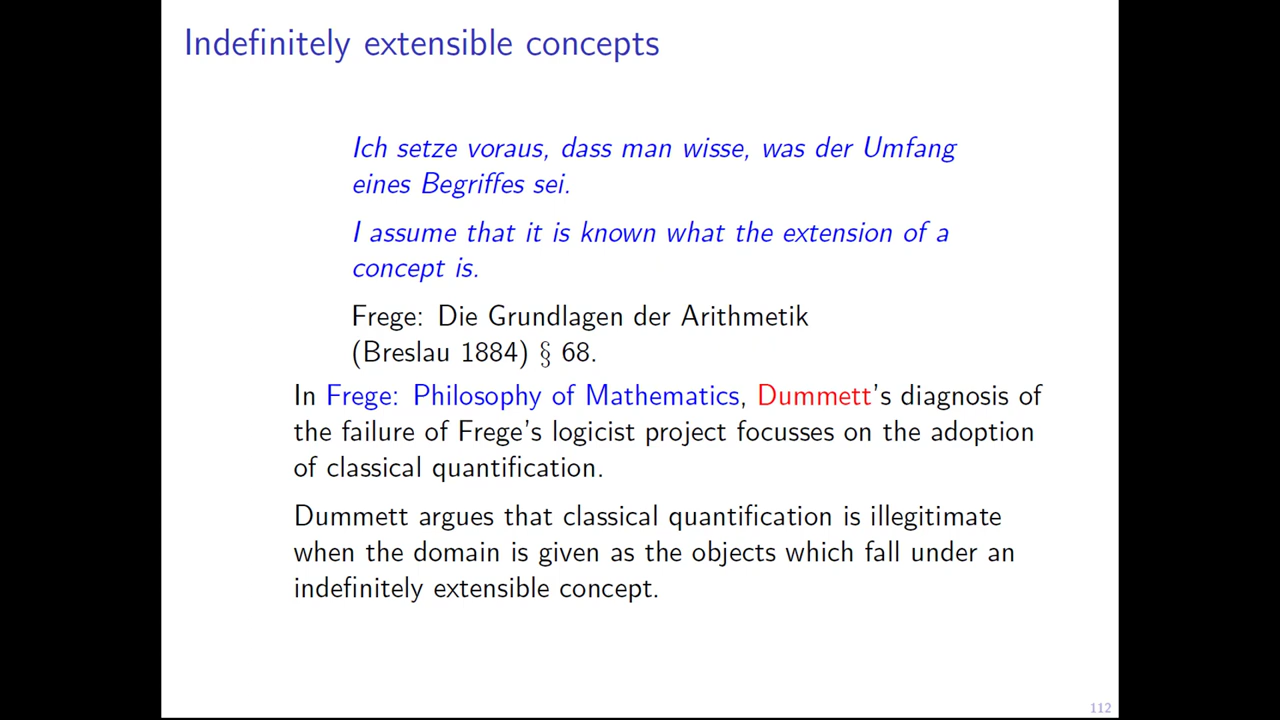 Indefinitely extensible concepts
Ich setze voraus, dass man wisse, was der Umfang
eines Begriffes sei.
I assume that it is known what the extension of a
concept is.
Frege: Die Grundlagen der Arithmetik
(Breslau 1884) § 68.
In Frege: Philosophy of Mathematics, Dummett's diagnosis of
the failure of Frege's logicist project focusses on the adoption
of classical quantification.
Dummett argues that classical quantification is illegitimate
when the domain is given as the objects which fall under an
indefinitely extensible concept.
112